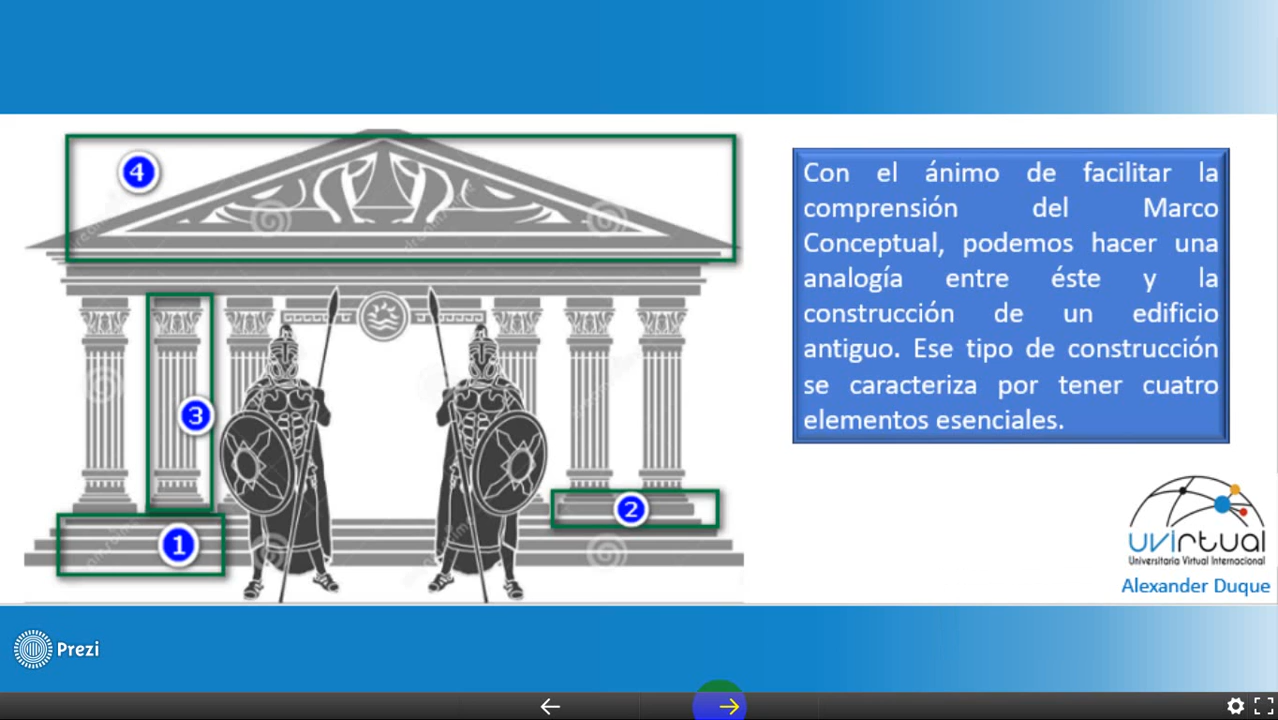 4
3
1
2
Con el ánimo de facilitar la
comprensión del Marco
Conceptual, podemos hacer una
analogía entre éste y la
construcción de un edificio
antiguo. Ese tipo de construcción
se caracteriza por tener cuatro
elementos esenciales.
uvirtual
Universitaria Virtual Internacional
Alexander Duque
Prezi